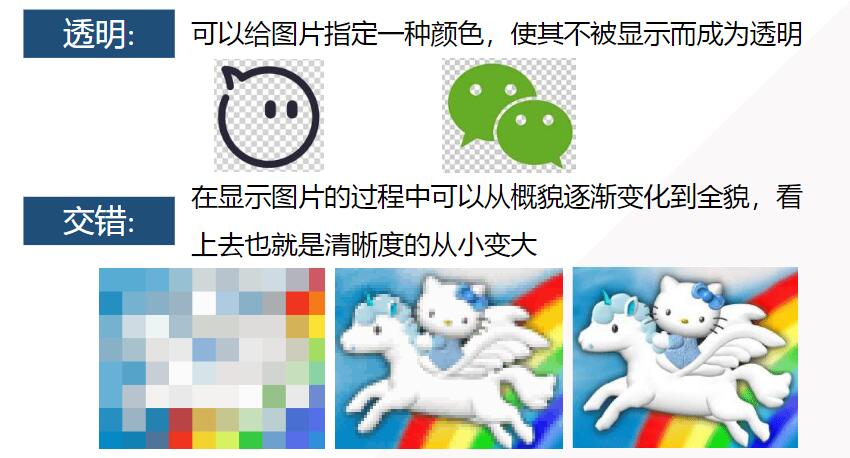 透明:
可以给图片指定一种颜色，使其不被显示而成为透明
交错:
在显示图片的过程中可以从概貌逐渐变化到全貌，看
上去也就是清晰度的从小变大